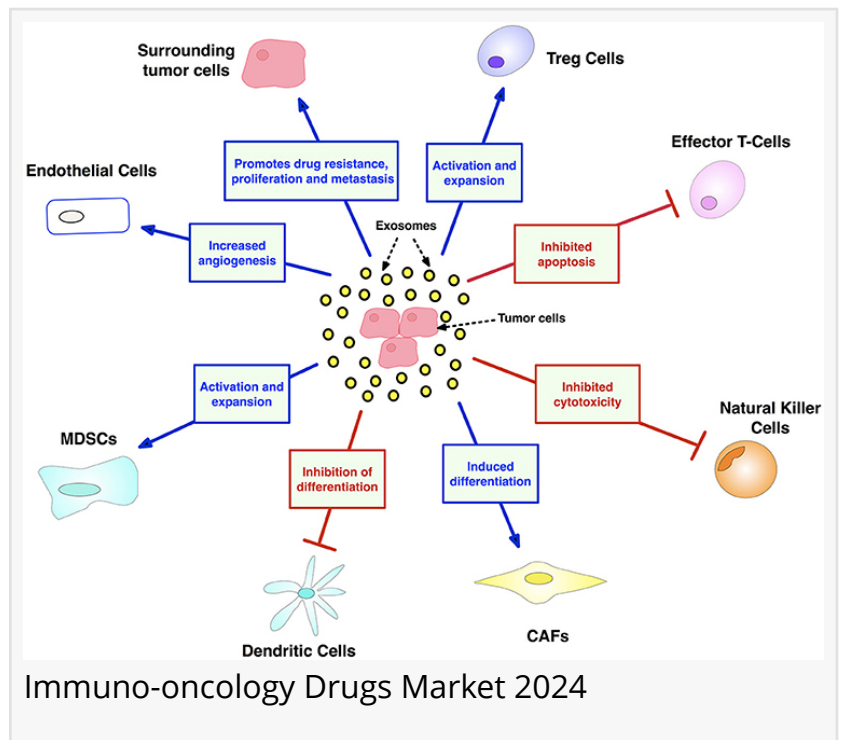 Surrounding
tumor cells
Treg Cells
Endothelial Cells
Effector T-Cells
Promotes drug resistance,
proliferation and metastasis
Activation and
expansion
Exosomes
Increased
angiogenesis
Inhibited
apoptosis
Tumor cells
Activation and
expansion
Inhibited
cytotoxicity
MDSCs
Natural Killer
Cells
Inhibition of
differentiation
Induced
differentiation
Dendritic Cells
CAFs
Immuno-oncology Drugs Market 2024